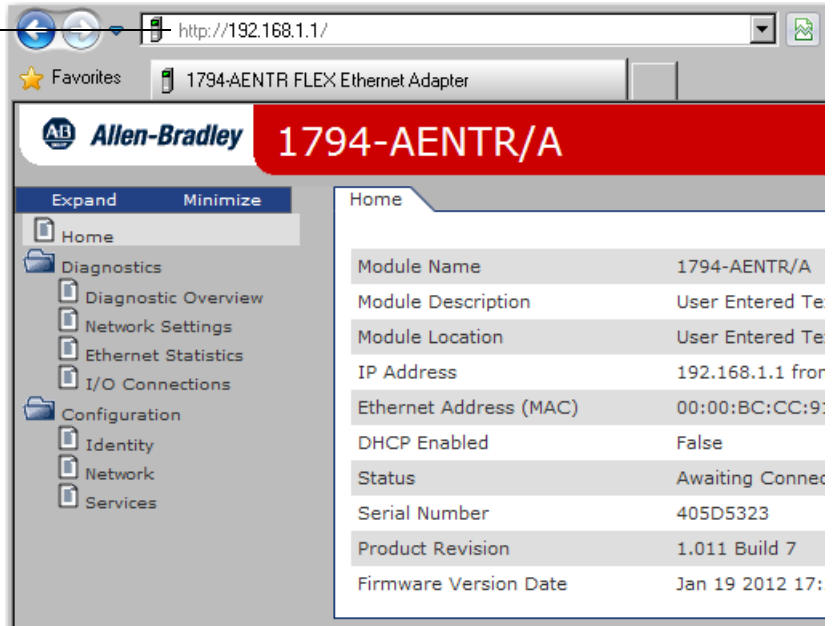 http://192.168.1.1/
Favorites
1794-AENTR FLEX Ethernet Adapter
AB
Allen-Bradley
1794-AENTR/A
Expand Minimize
Home
Home
Diagnostics
Diagnostic Overview
Network Settings
Ethernet Statistics
I/O Connections
Configuration
Identity
Network
Services
Module Name 1794-AENTR/A
Module Description User Entered
Module Location User Entered
IP Address 192.168.1.1
Ethernet Address (MAC) 00:00:BC:CC:9
DHCP Enabled False
Status Awaiting
Serial Number 405D5323
Product Revision 1.011 Build 7
Firmware Version Date Jan 19 2012 17: